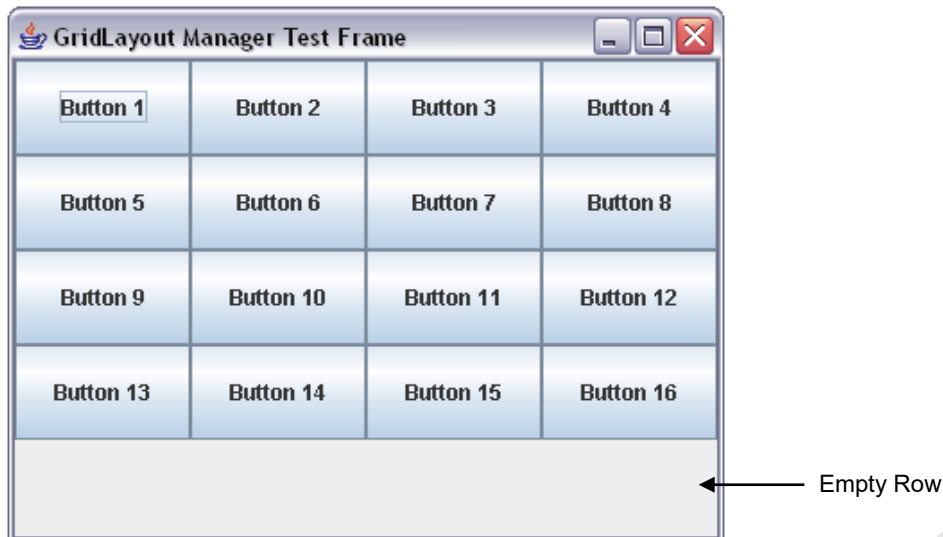 GridLayout Manager Test Frame
Button 1 Button 2 Button 3 Button 4
Button 5 Button 6 Button 7 Button 8
Button 9 Button 10 Button 11 Button 12
Button 13 Button 14 Button 15 Button 16
Empty Row